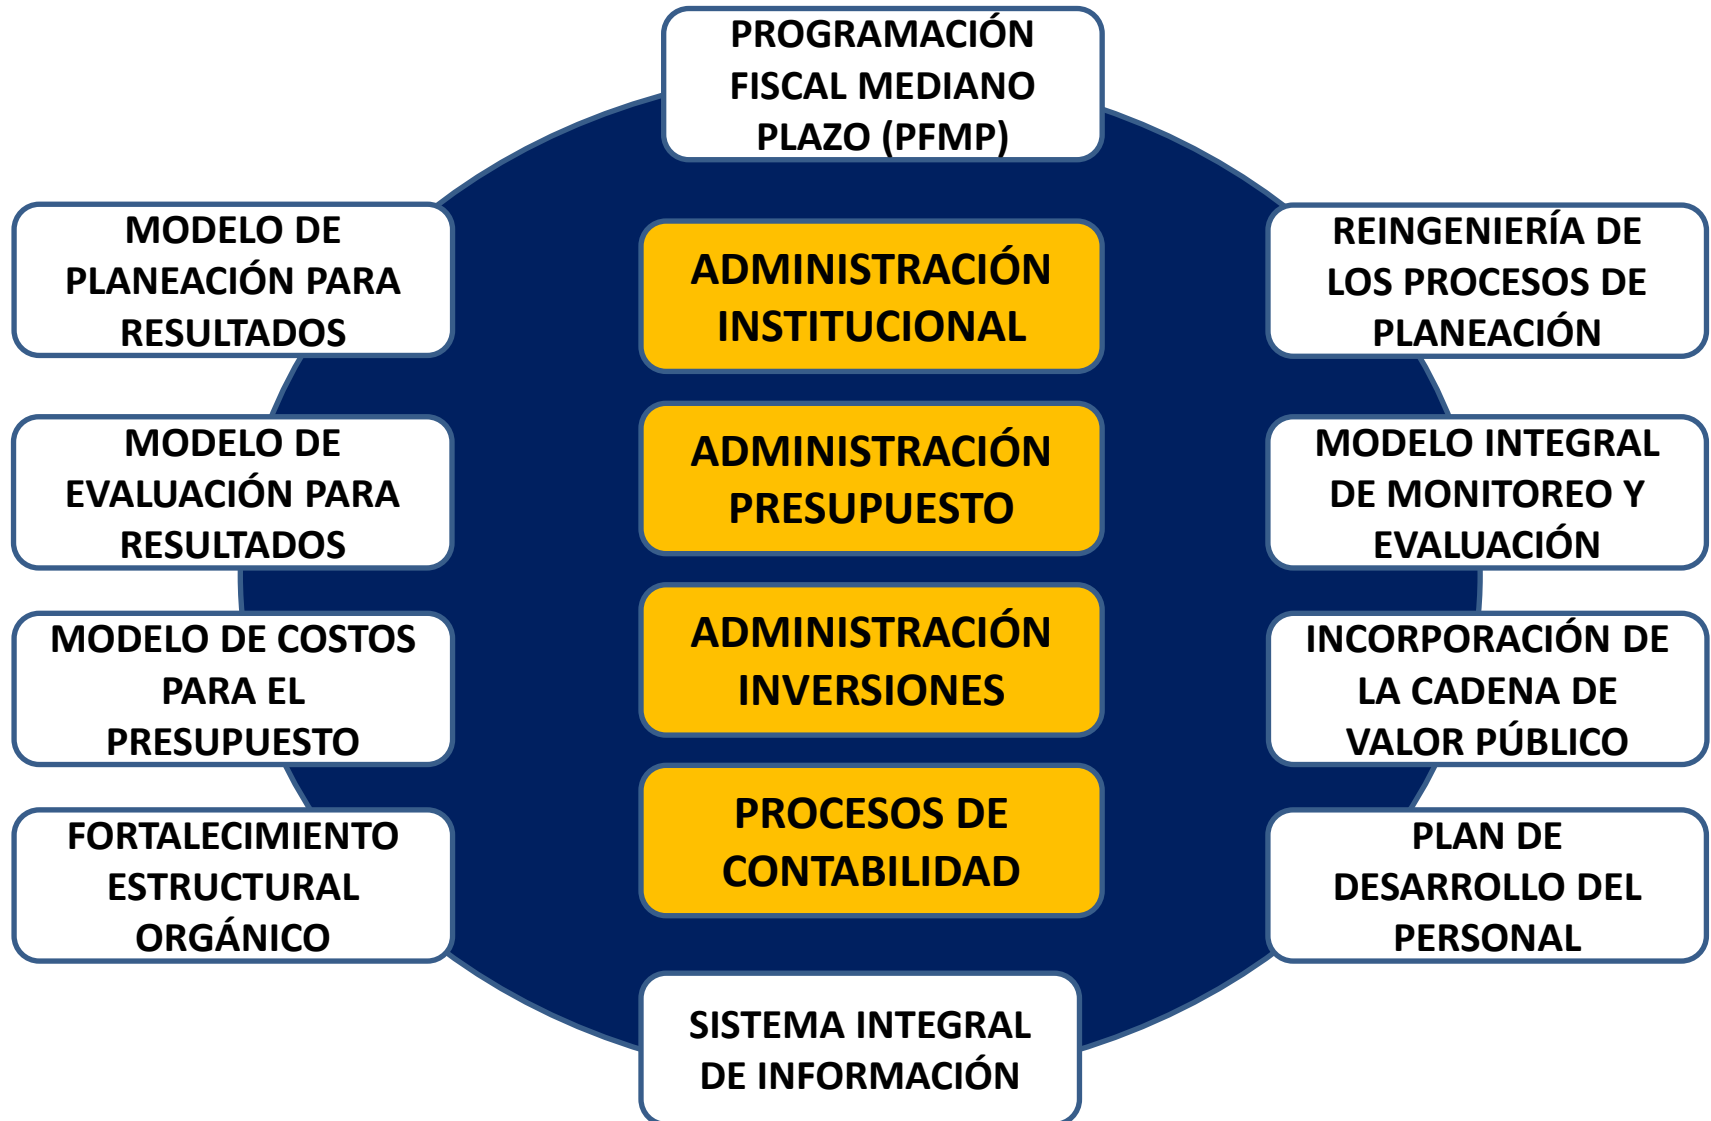 PROGRAMACIÓN
FISCAL MEDIANO
PLAZO (PFMP)
MODELO DE
PLANEACIÓN PARA
RESULTADOS
ADMINISTRACIÓN
INSTITUCIONAL
REINGENIERÍA DE
LOS PROCESOS DE
PLANEACIÓN
MODELO DE
EVALUACIÓN PARA
RESULTADOS
ADMINISTRACIÓN
PRESUPUESTO
MODELO INTEGRAL
DE MONITOREO Y
EVALUACIÓN
MODELO DE COSTOS
PARA EL
PRESUPUESTO
ADMINISTRACIÓN
INVERSIONES
INCORPORACIÓN DE
LA CADENA DE
VALOR PÚBLICO
FORTALECIMIENTO
ESTRUCTURAL
ORGÁNICO
PROCESOS DE
CONTABILIDAD
PLAN DE
DESARROLLO DEL
PERSONAL
SISTEMA INTEGRAL
DE INFORMACIÓN